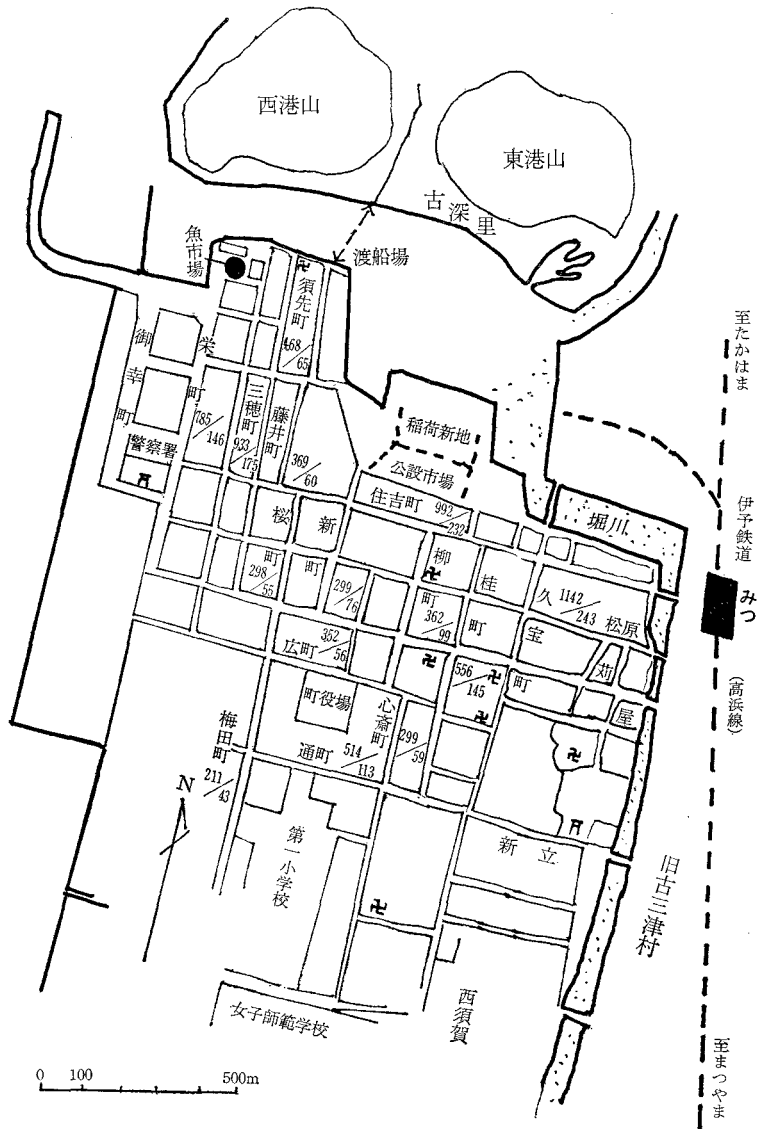 西港山
東港山
古深里
渡船場
魚市場
須先町
468/65
御幸町
栄町
785/146
三穂町
933/175
藤井町
369/60
警察署
稲荷新地
公設市場
住吉町
992/232
堀川
至たかはま
伊予鉄道
みつ
(高浜線)
至まつやま
桜町
298/55
新町
299/76
柳町
362/99
桂町
久宝町
1142/243
松原
苅屋
広町
352/56
556/145
町役場
心斎町
299/59
梅田町
211/43
通町
514/113
N
第一小学校
新立
旧古三津村
西須賀
女子師範学校
0 100 500m